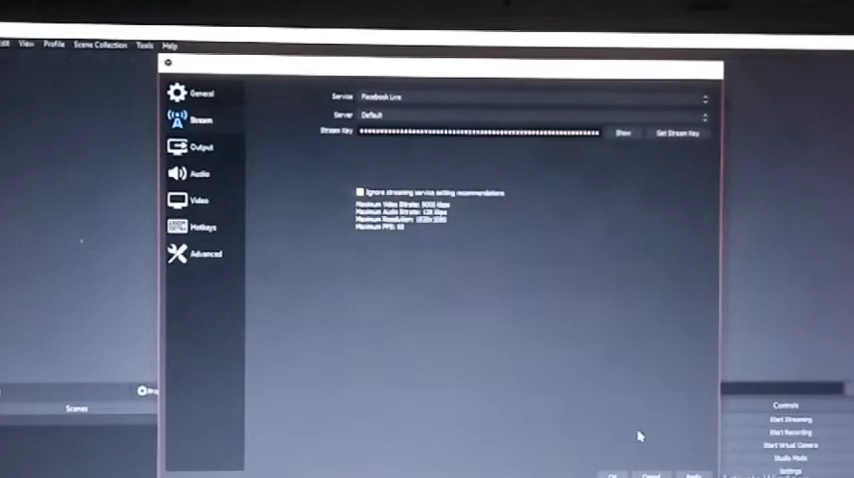 View Profile Scene Collection Tools Help
General
Stream
Output
Audio
Video
Hotkeys
Advanced
Service Facebook Live
Server Default
Stream Key Show Get Stream Key
Ignore streaming service setting recommendations
Maximum Video Bitrate: 9000 kbps
Maximum Audio Bitrate: 128 kbps
Maximum Resolution: 1920x1080
Maximum FPS: 60
Scenes
Controls
Start Streaming
Start Recording
Start Virtual Camera
Studio Mode
Settings
OK Cancel Apply